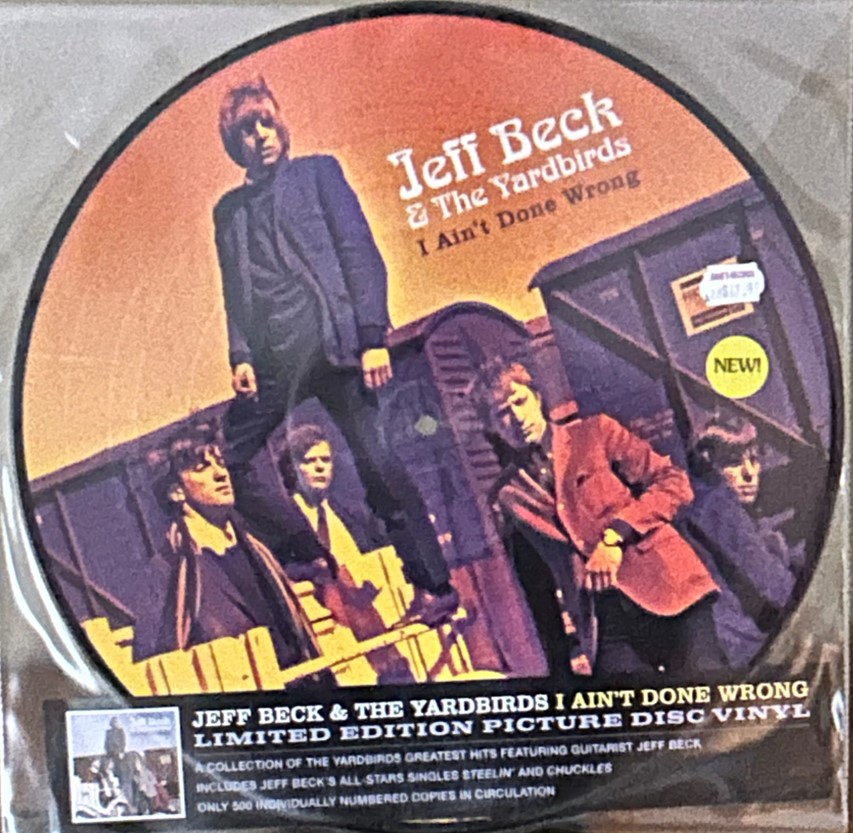 Jeff Beck
& The Yardbirds
I Ain't Done Wrong
NEW!
JEFF BECK & THE YARDBIRDS I AIN'T DONE WRONG
LIMITED EDITION PICTURE DISC VINYL
A COLLECTION OF THE YARDBIRDS GREATEST HITS FEATURING GUITARIST JEFF BECK
INCLUDES JEFF BECK'S ALL-STARS SINGLES STEELIN' AND CHUCKLES
ONLY 500 INDIVIDUALLY NUMBERED COPIES IN CIRCULATION